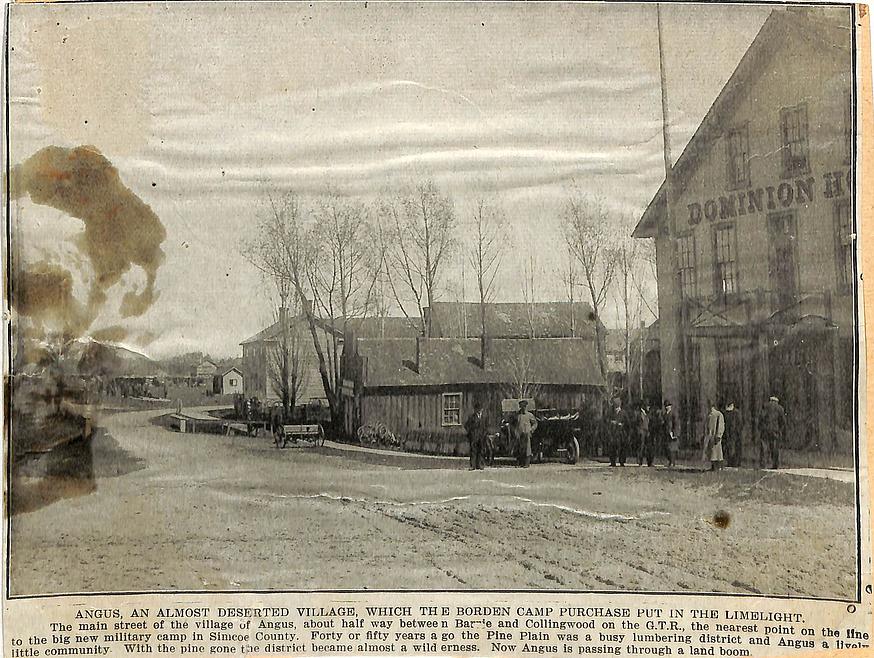 DOMINION HO
ANGUS, AN ALMOST DESERTED VILLAGE, WHICH THE BORDEN CAMP PURCHASE PUT IN THE LIMELIGHT.
The main street of the village of Angus, about half way between Barrie and Collingwood on the G.T.R., the nearest point on the line
to the big new military camp in Simcoe County. Forty or fifty years ago the Pine Plain was a busy lumbering district and Angus a lively
little community. With the pine gone the district became almost a wilderness. Now Angus is passing through a land boom.